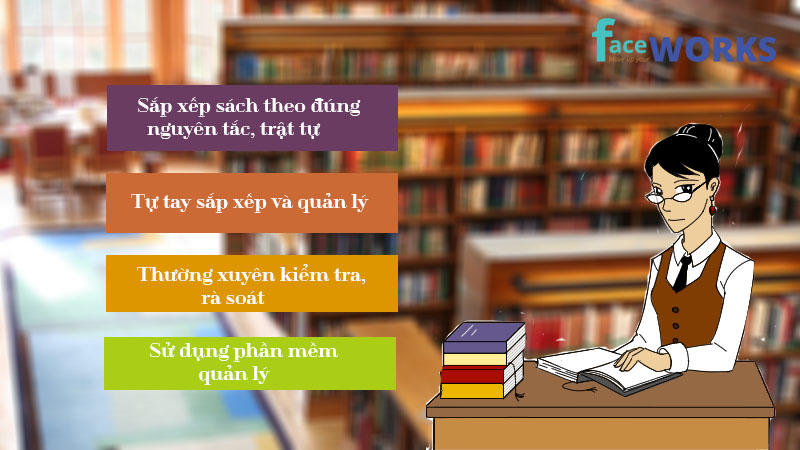 faceWORKS
Move up your
Sắp xếp sách theo đúng
nguyên tắc, trật tự
Tự tay sắp xếp và quản lý
Thường xuyên kiểm tra,
rà soát
Sử dụng phần mềm
quản lý